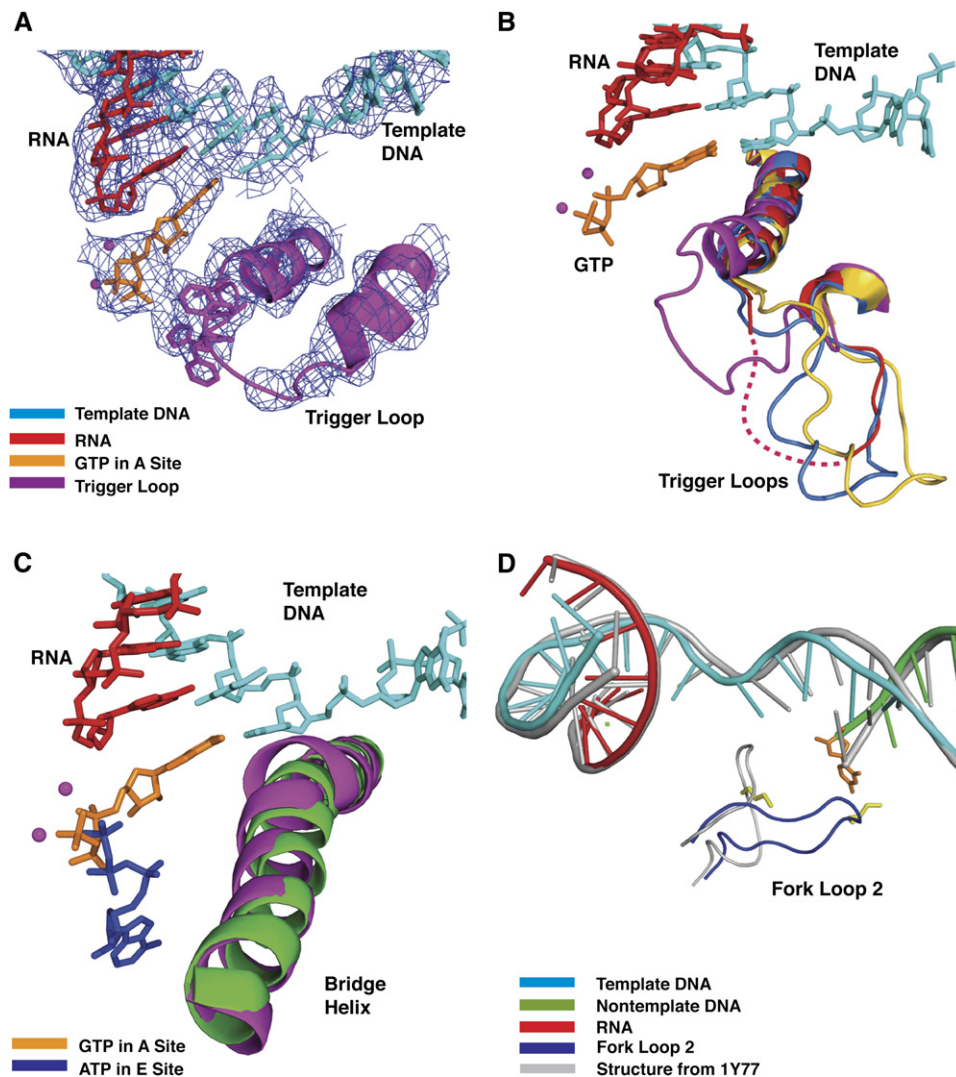 A
RNA
Template
DNA
Trigger Loop
Template DNA
RNA
GTP in A Site
Trigger Loop
B
RNA
Template
DNA
GTP
Trigger Loops
C
Template
DNA
RNA
Bridge
Helix
GTP in A Site
ATP in E Site
D
Fork Loop 2
Template DNA
Nontemplate DNA
RNA
Fork Loop 2
Structure from 1Y77